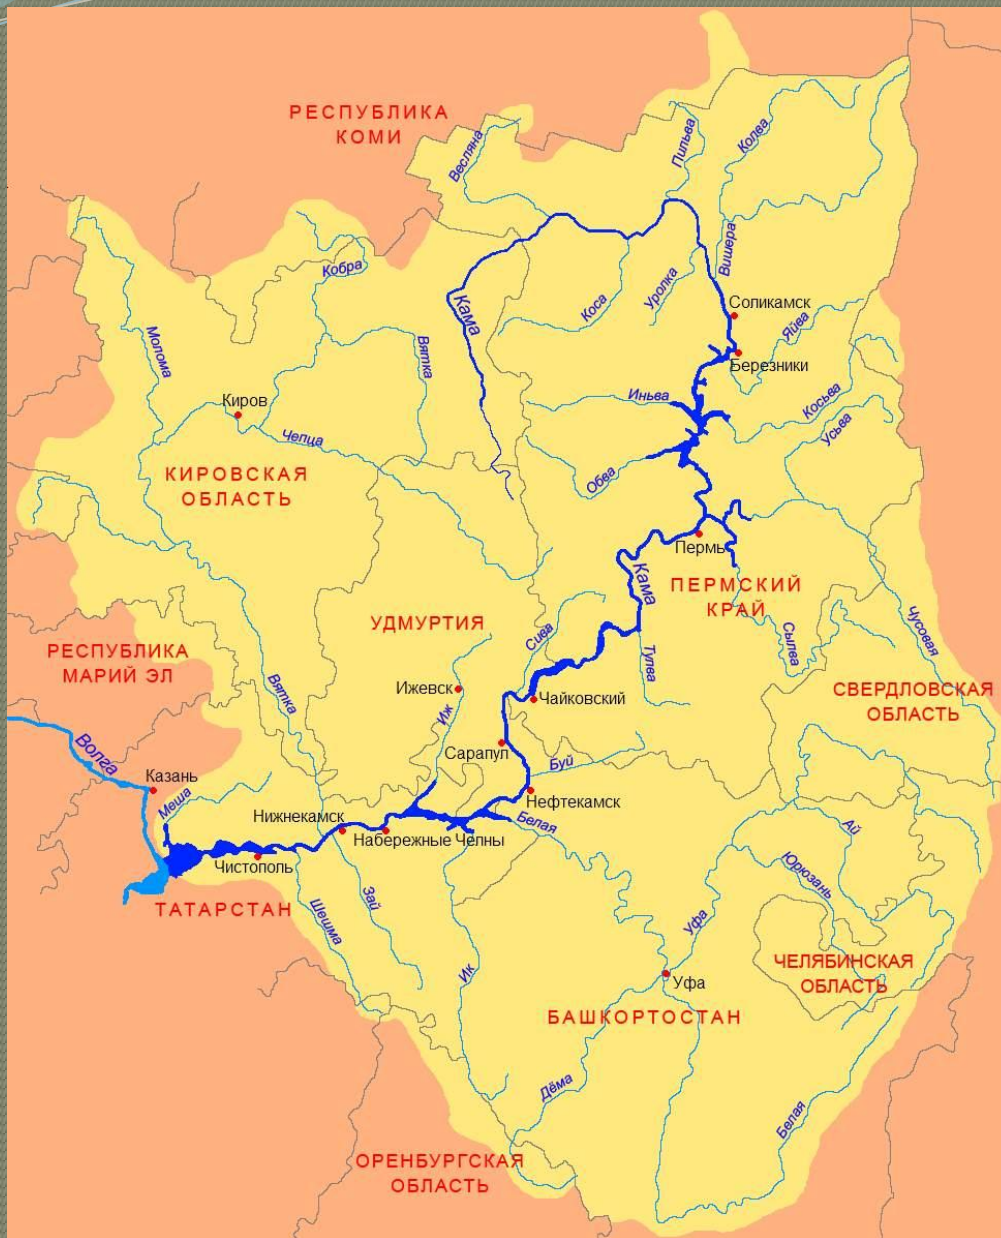 РЕСПУБЛИКА
КОМИ
Весляна
Пильва
Колва
Вишера
Кобра
Кама
Коса
Уролка
Соликамск
Яйва
Березники
Молома
Вятка
Киров
Чепца
Иньва
Косьва
Усьва
Обва
КИРОВСКАЯ
ОБЛАСТЬ
Пермь
Кама
ПЕРМСКИЙ
КРАЙ
Чусовая
Сылва
УДМУРТИЯ
Сива
Тулва
РЕСПУБЛИКА
МАРИЙ ЭЛ
Вятка
Ижевск
Чайковский
СВЕРДЛОВСКАЯ
ОБЛАСТЬ
Иж
Сарапул
Волга
Буй
Казань
Меша
Нефтекамск
Нижнекамск
Набережные Челны
Белая
Ай
Чистополь
Юрюзань
ТАТАРСТАН
Зай
Шешма
Уфа
Ик
ЧЕЛЯБИНСКАЯ
ОБЛАСТЬ
Уфа
БАШКОРТОСТАН
Дёма
Белая
ОРЕНБУРГСКАЯ
ОБЛАСТЬ